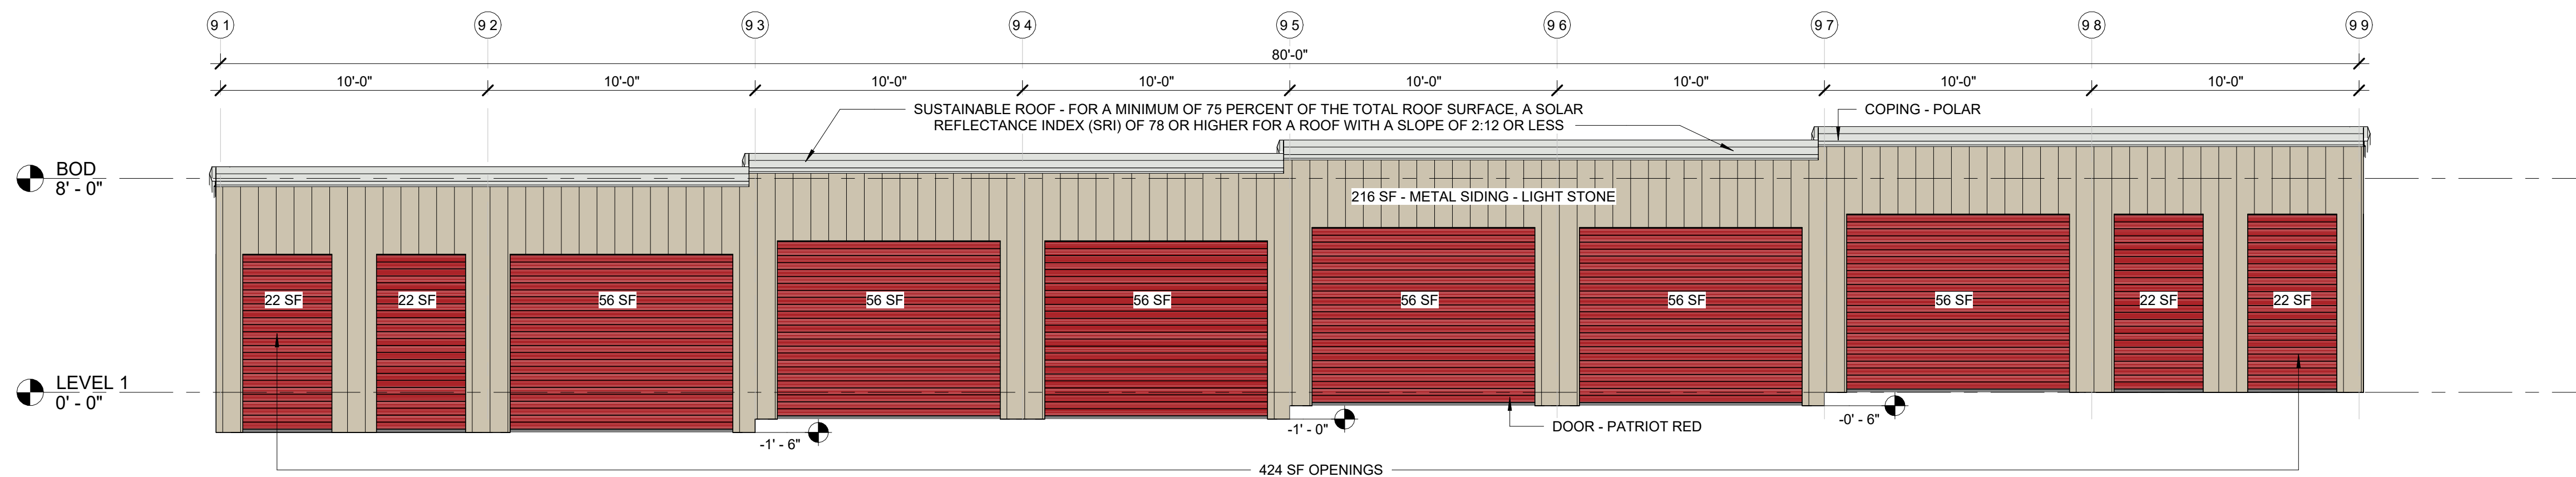 91 92 93 94 95 96 97 98 99
80'-0"
10'-0" 10'-0" 10'-0" 10'-0" 10'-0" 10'-0" 10'-0" 10'-0"
SUSTAINABLE ROOF - FOR A MINIMUM OF 75 PERCENT OF THE TOTAL ROOF SURFACE, A SOLAR
REFLECTANCE INDEX (SRI) OF 78 OR HIGHER FOR A ROOF WITH A SLOPE OF 2:12 OR LESS
COPING - POLAR
BOD
8' - 0"
216 SF - METAL SIDING - LIGHT STONE
22 SF 22 SF 56 SF 56 SF 56 SF 56 SF 56 SF 56 SF 22 SF 22 SF
LEVEL 1
0' - 0"
-1' - 6"
-1' - 0"
-0' - 6"
DOOR - PATRIOT RED
424 SF OPENINGS